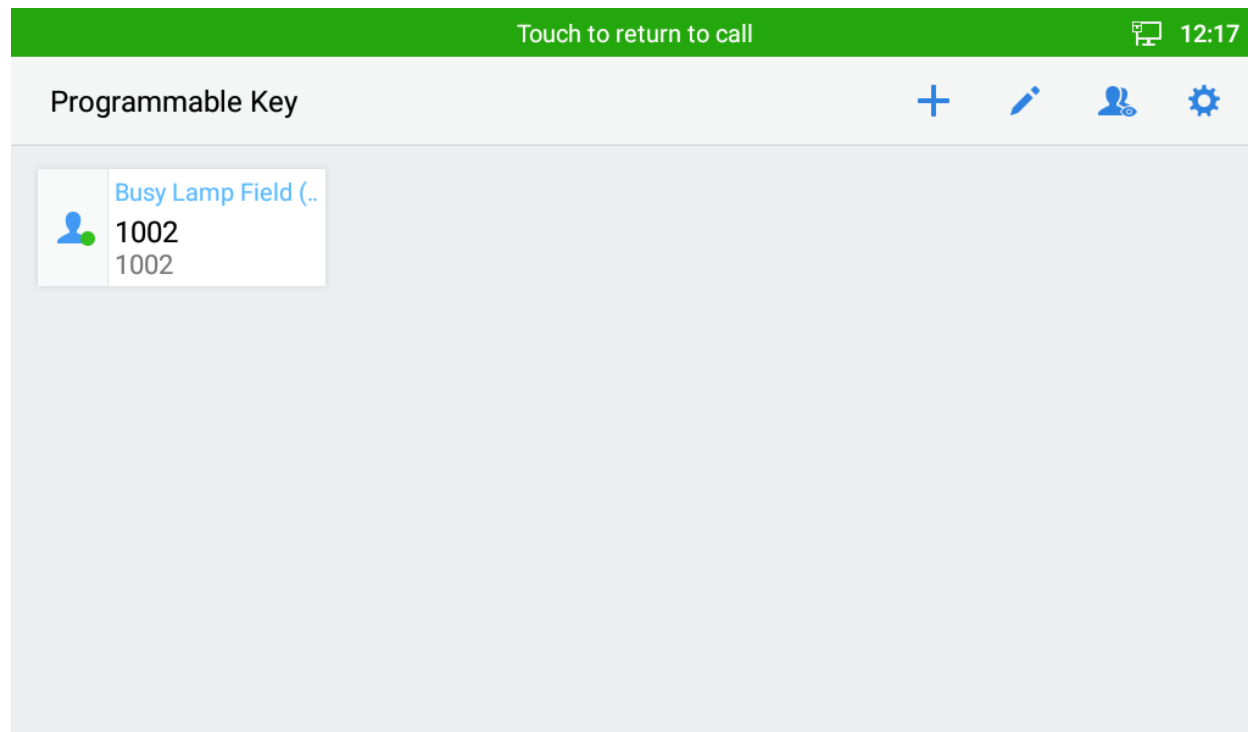 Touch to return to call 12:17
Programmable Key
Busy Lamp Field (..
1002
1002